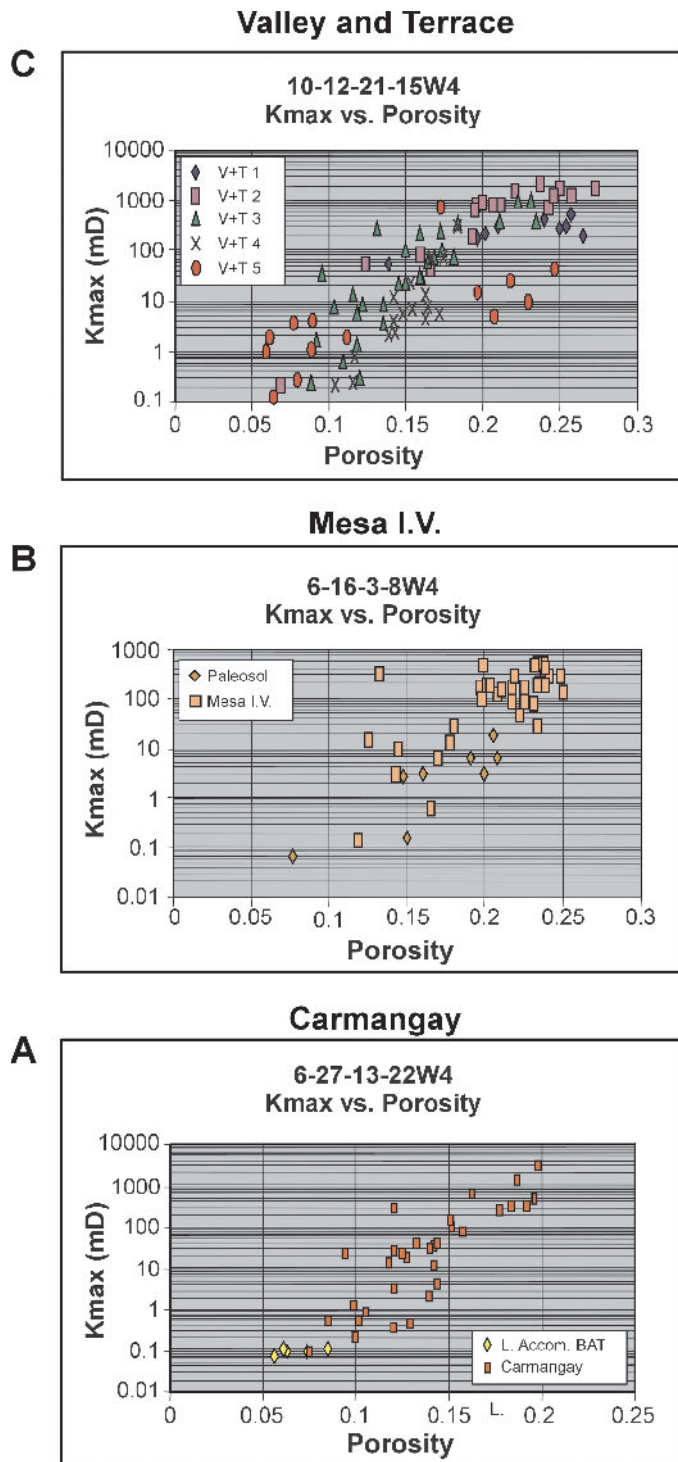 Valley and Terrace
C
10-12-21-15W4
Kmax vs. Porosity
10000
1000
100
10
1
0.1
Kmax (mD)
V+T 1
V+T 2
V+T 3
V+T 4
V+T 5
0 0.05 0.1 0.15 0.2 0.25 0.3
Porosity
Mesa I.V.
B
6-16-3-8W4
Kmax vs. Porosity
1000
100
10
1
0.1
0.01
Kmax (mD)
Paleosol
Mesa I.V.
0 0.05 0.1 0.15 0.2 0.25 0.3
Porosity
Carmangay
A
6-27-13-22W4
Kmax vs. Porosity
10000
1000
100
10
1
0.1
0.01
Kmax (mD)
L. Accom. BAT
Carmangay
0 0.05 0.1 0.15 L. 0.2 0.25
Porosity